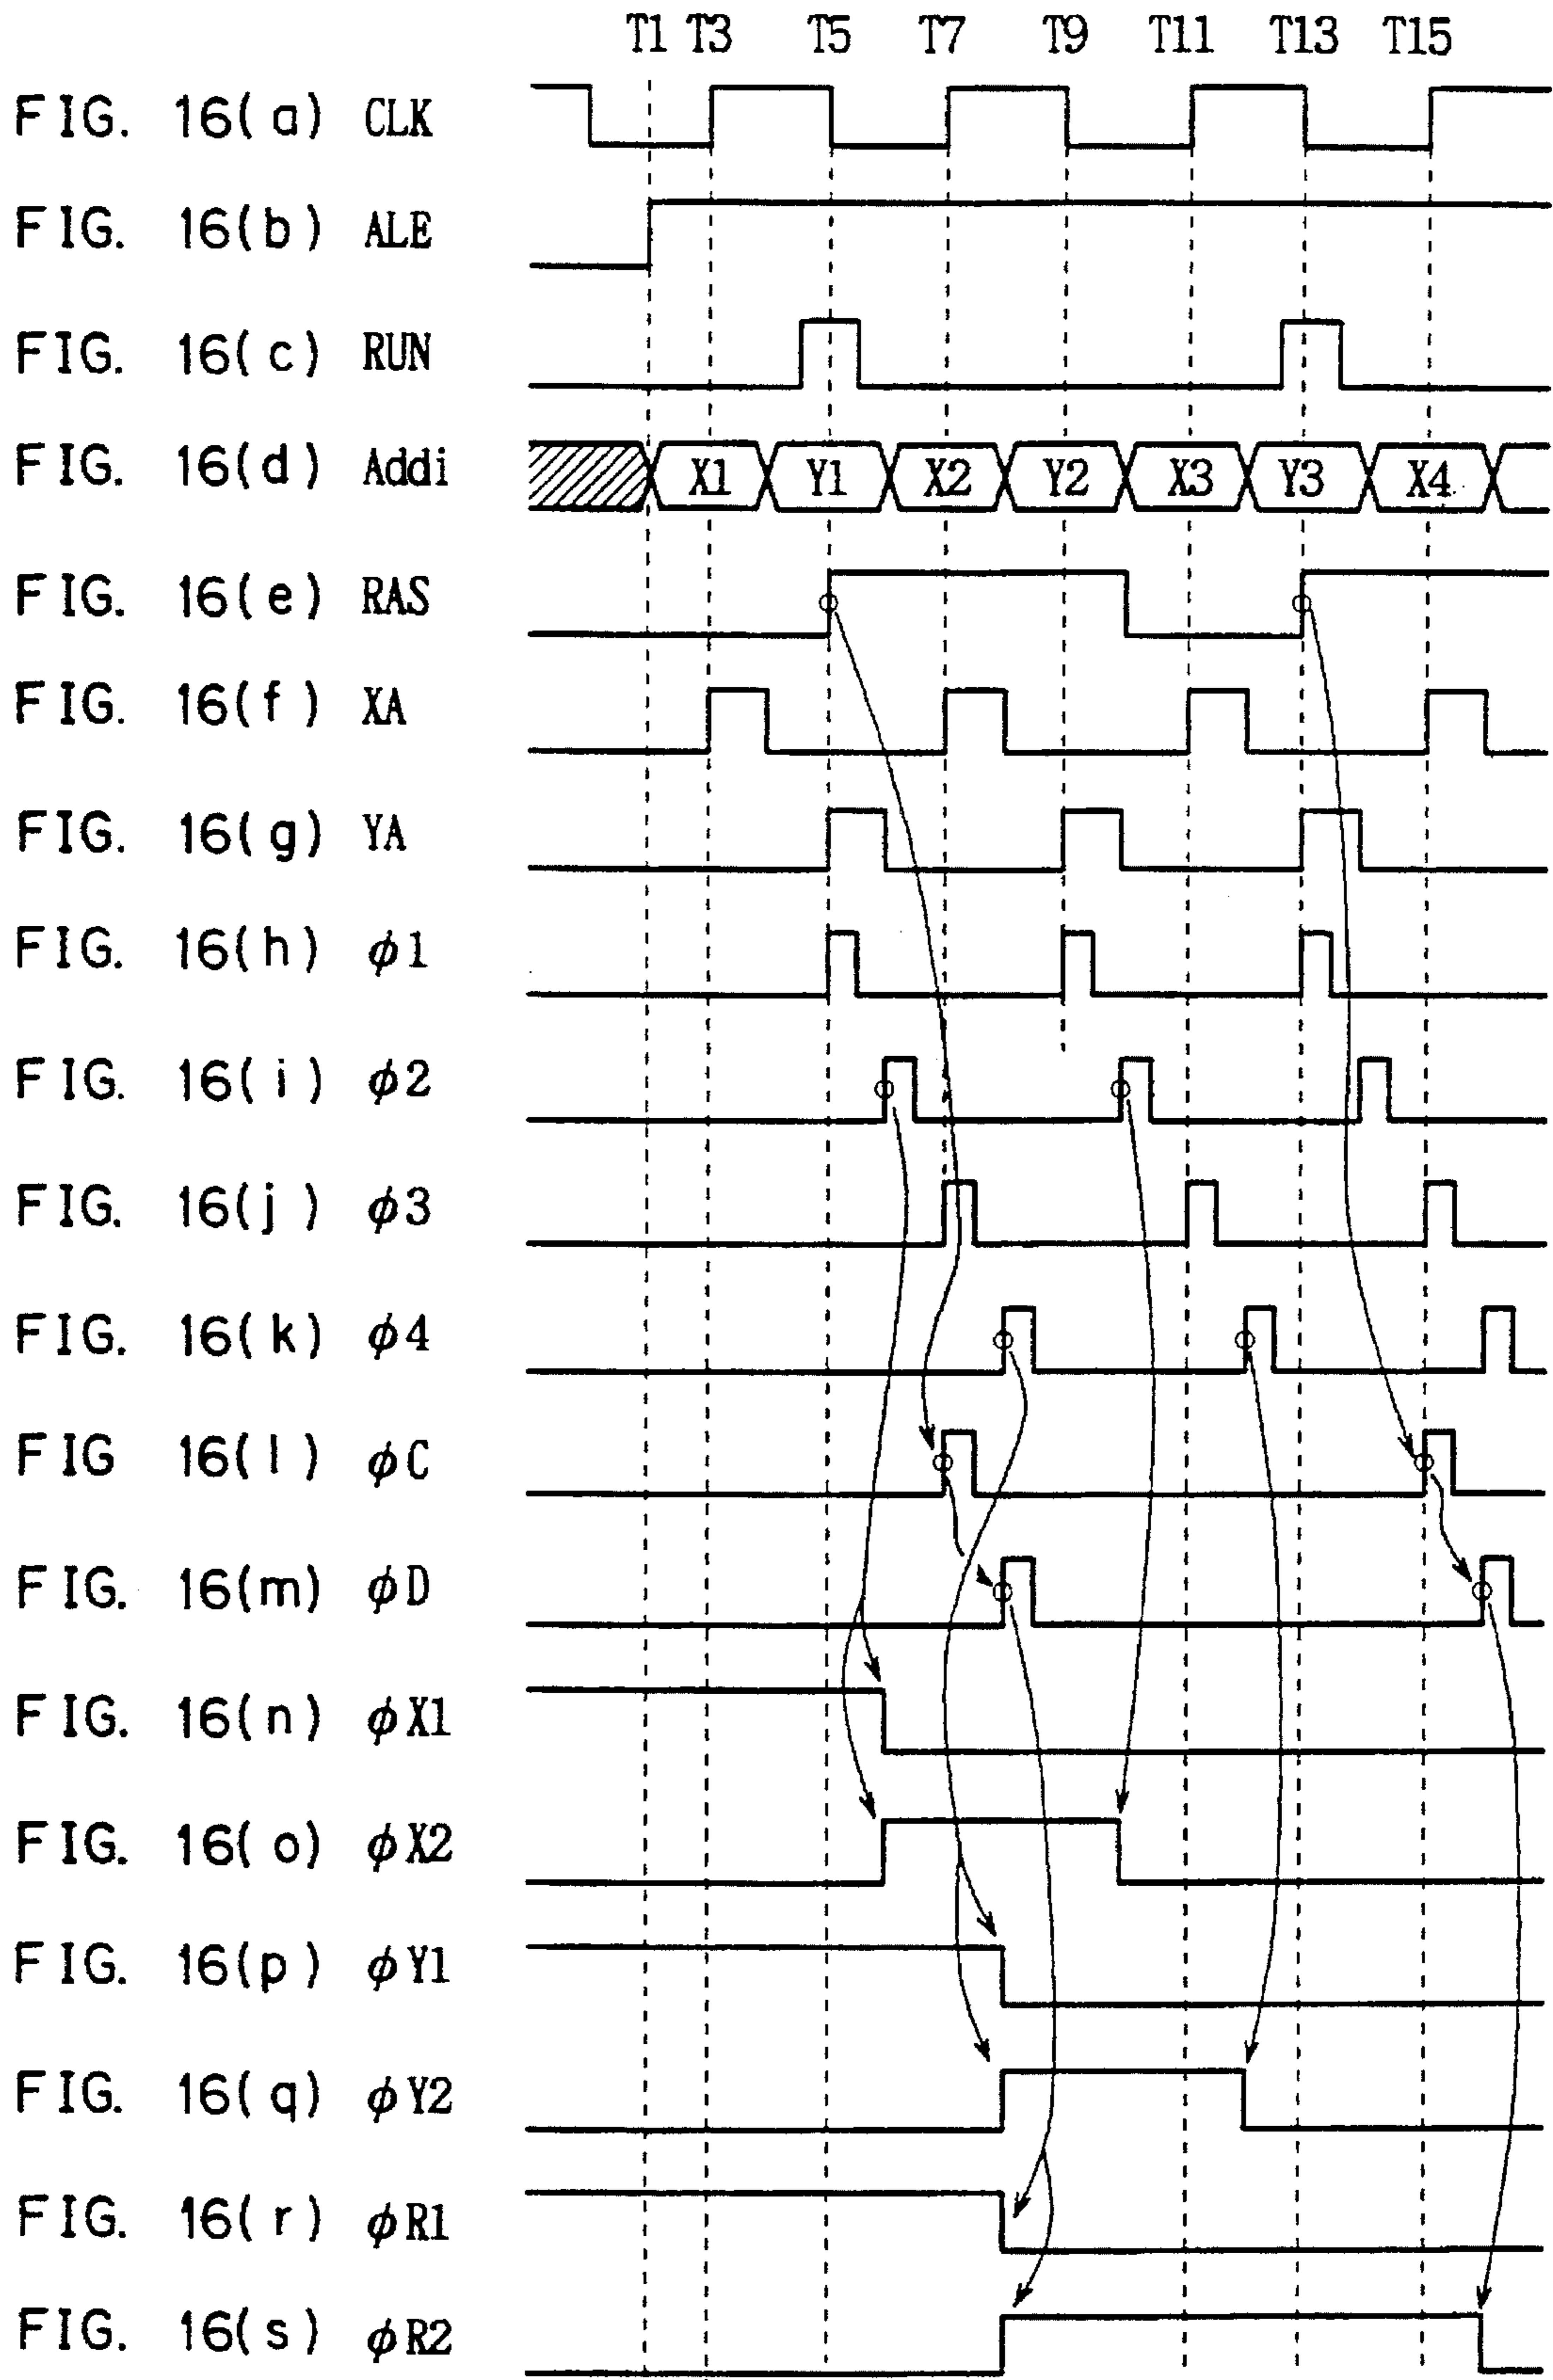 T1 T3 T5 T7 T9 T11 T13 T15
FIG. 16(a) CLK
FIG. 16(b) ALE
FIG. 16(c) RUN
FIG. 16(d) Addi X1 Y1 X2 Y2 X3 Y3 X4
FIG. 16(e) RAS
FIG. 16(f) XA
FIG. 16(g) YA
FIG. 16(h) φ1
FIG. 16(i) φ2
FIG. 16(j) φ3
FIG. 16(k) φ4
FIG 16(l) φC
FIG. 16(m) φD
FIG. 16(n) φX1
FIG. 16(o) φX2
FIG. 16(p) φY1
FIG. 16(q) φY2
FIG. 16(r) φR1
FIG. 16(s) φR2